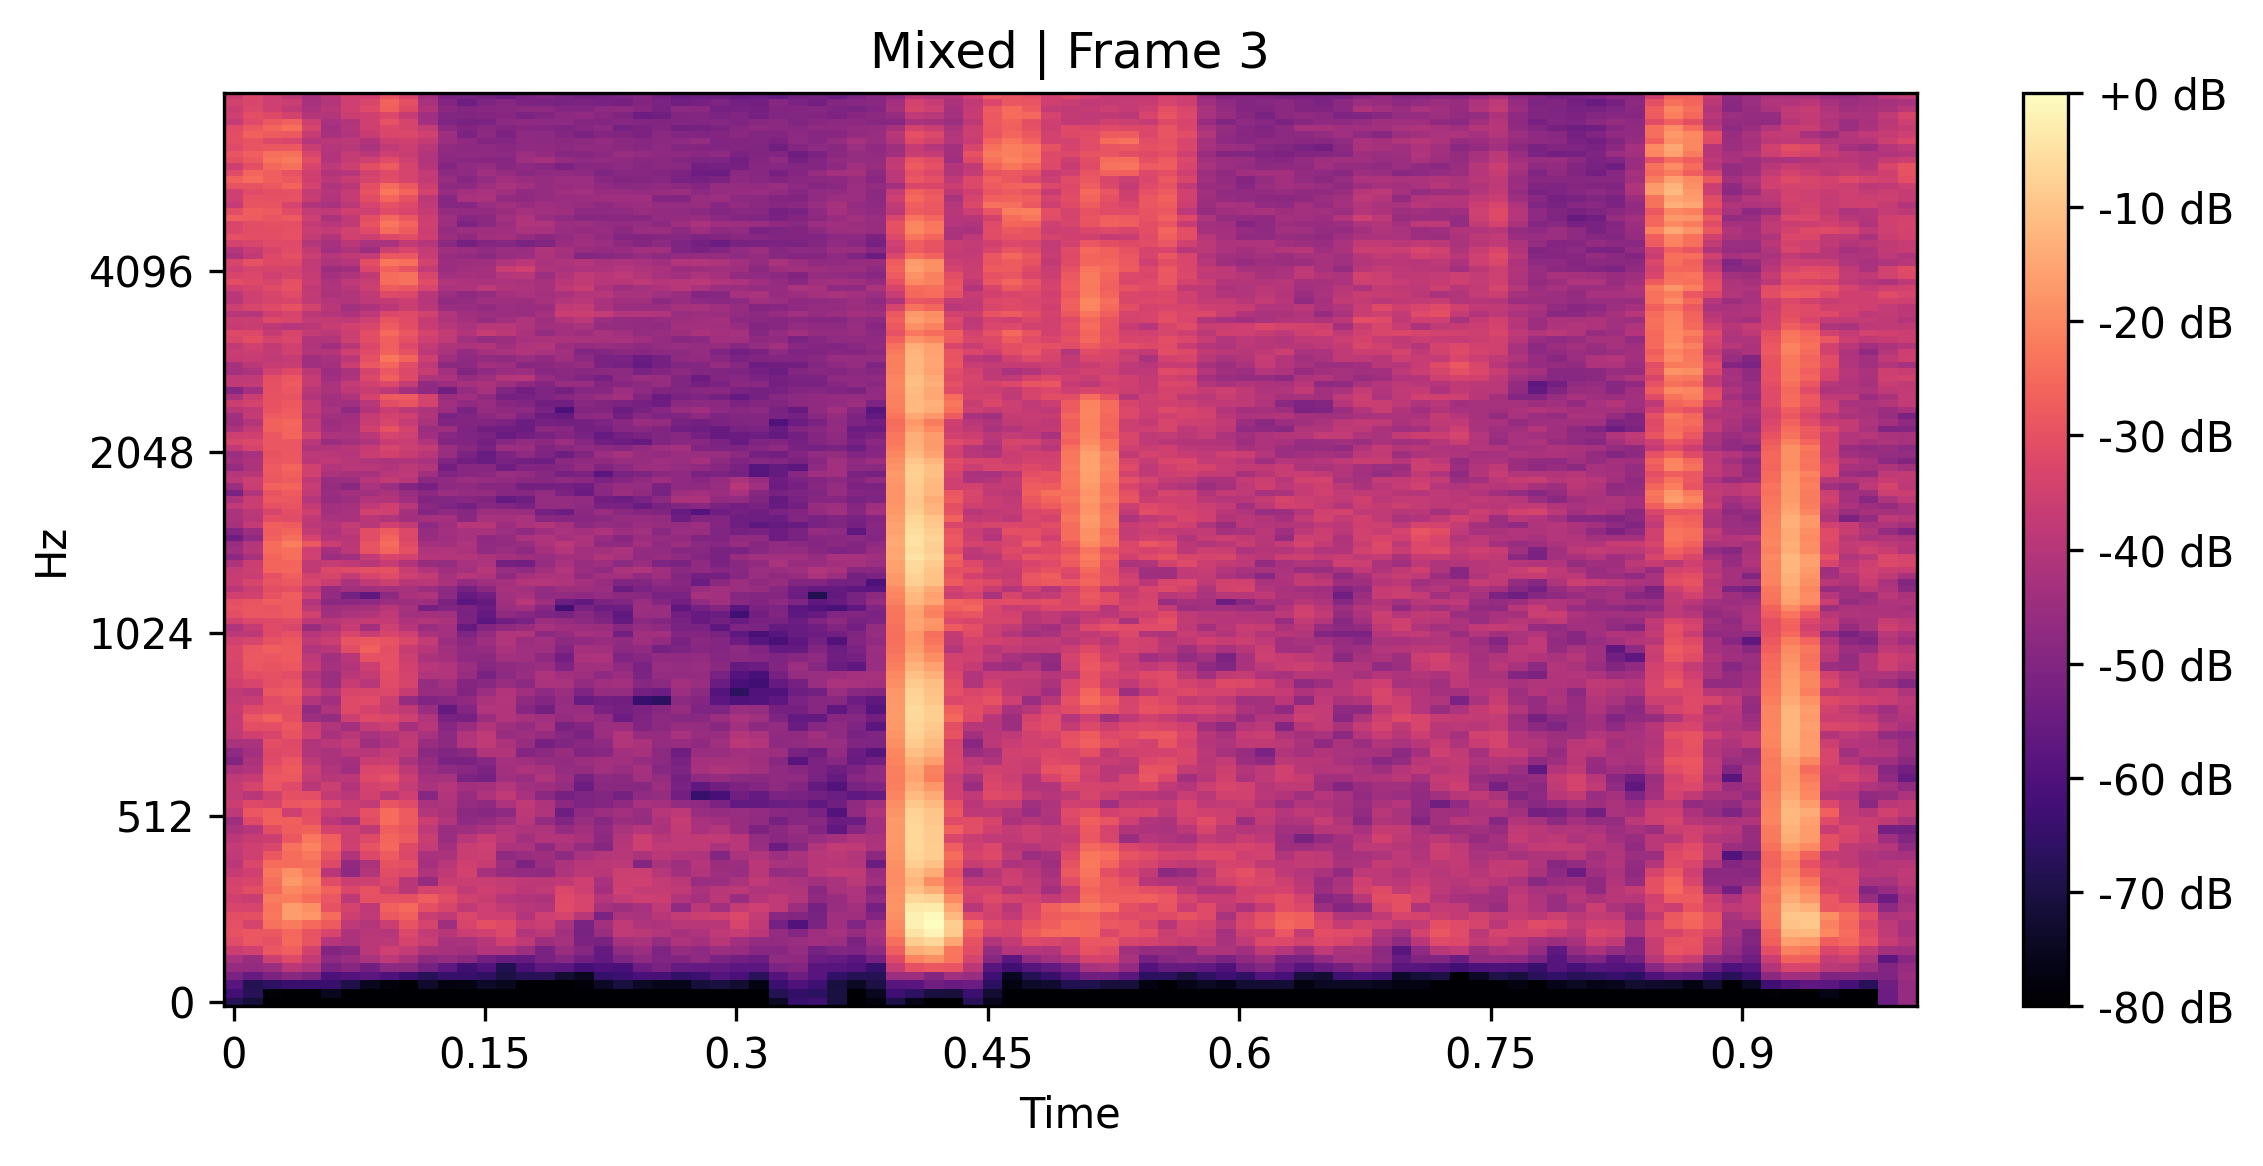 Mixed | Frame 3
Hz
4096
2048
1024
512
0
0 0.15 0.3 0.45 0.6 0.75 0.9
Time
+0 dB
-10 dB
-20 dB
-30 dB
-40 dB
-50 dB
-60 dB
-70 dB
-80 dB